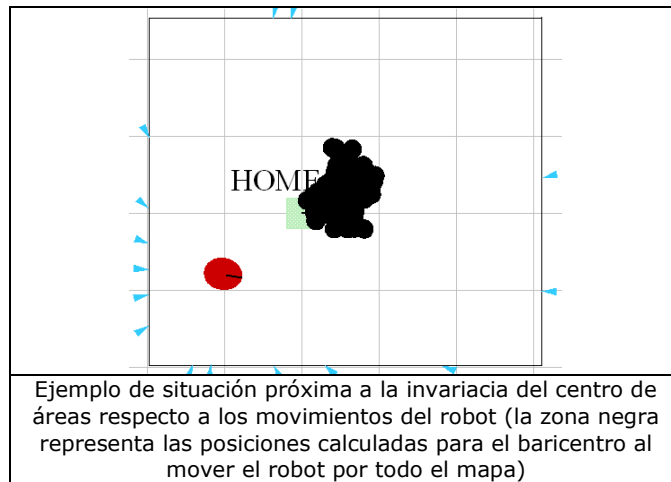 HOME
Ejemplo de situación próxima a la invariacia del centro de
áreas respecto a los movimientos del robot (la zona negra
representa las posiciones calculadas para el baricentro al
mover el robot por todo el mapa)